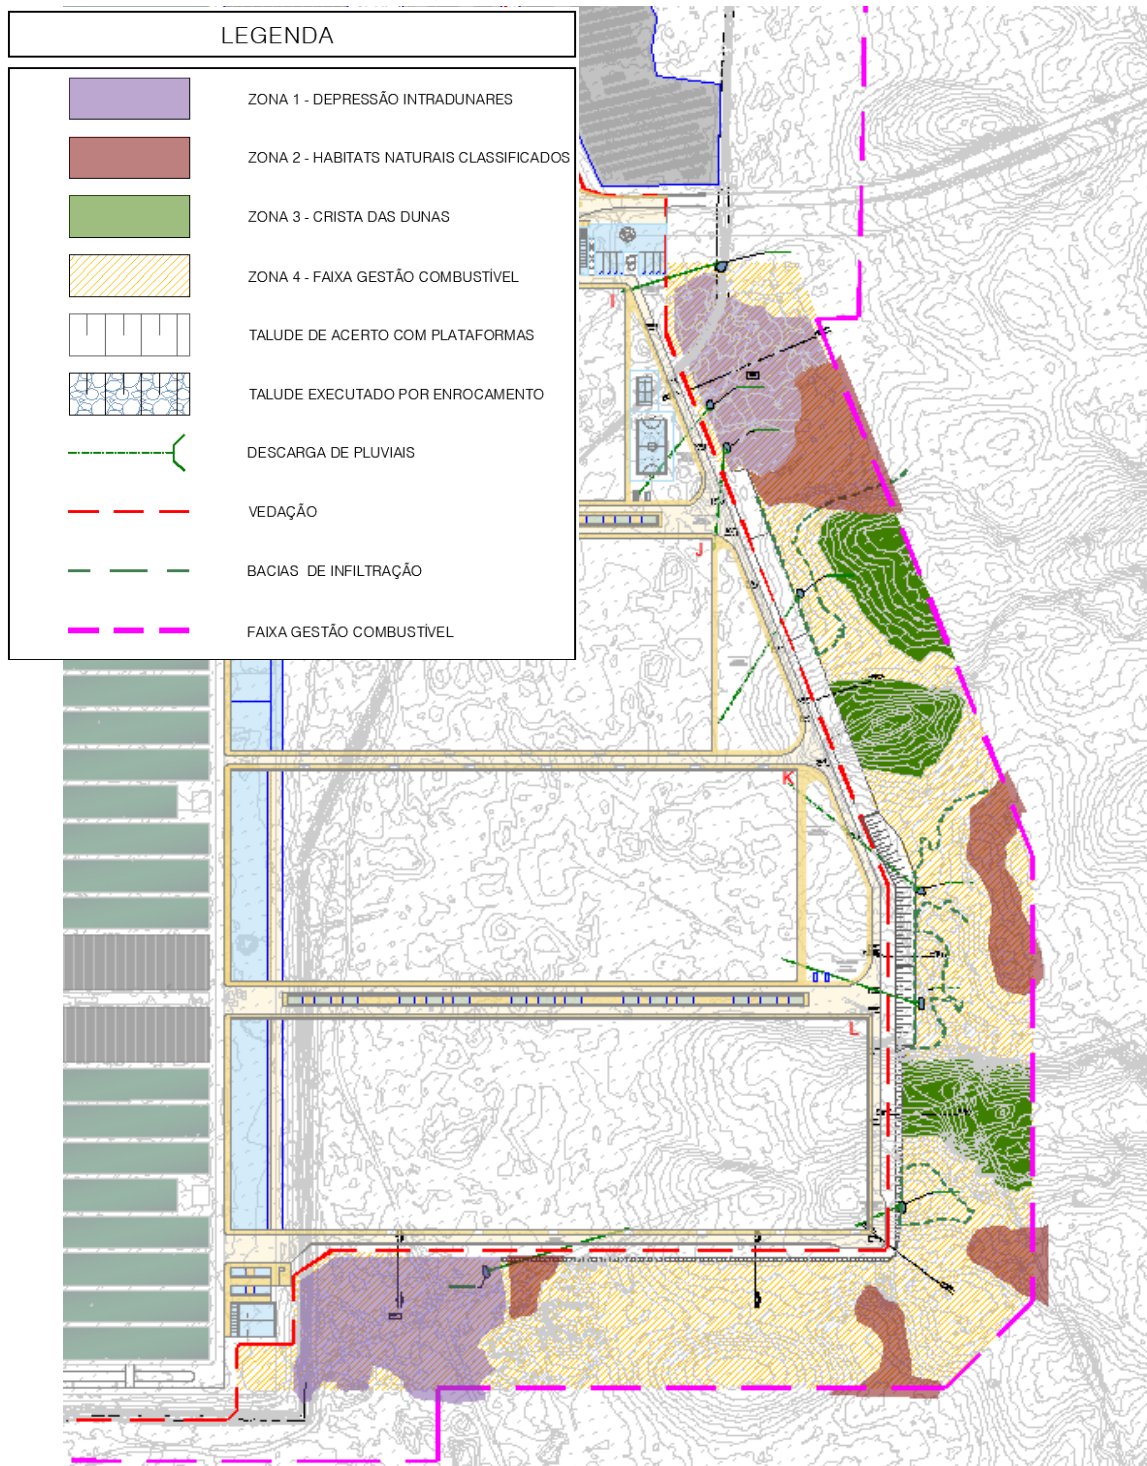 LEGENDA
ZONA 1 - DEPRESSÃO INTRADUNARES
ZONA 2 - HABITATS NATURAIS CLASSIFICADOS
ZONA 3 - CRISTA DAS DUNAS
ZONA 4 - FAIXA GESTÃO COMBUSTÍVEL
TALUDE DE ACERTO COM PLATAFORMAS
TALUDE EXECUTADO POR ENROCAMENTO
DESCARGA DE PLUVIAIS
VEDAÇÃO
BACIAS DE INFILTRAÇÃO
FAIXA GESTÃO COMBUSTÍVEL
I
J
K
L